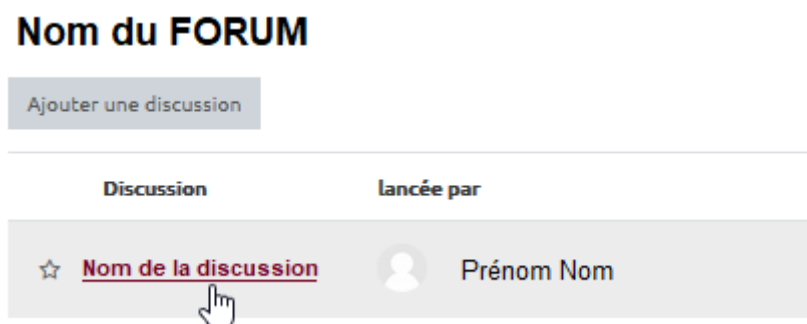 Nom du FORUM
Ajouter une discussion
Discussion lancée par
Nom de la discussion Prénom Nom